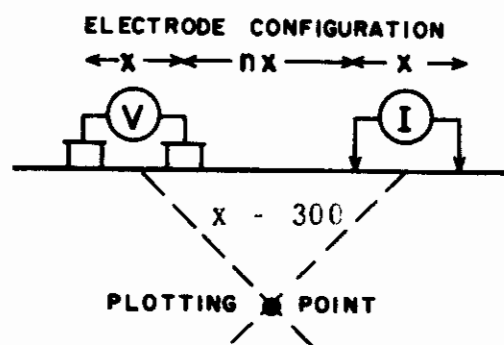 ELECTRODE CONFIGURATION
x nx x
V I
x - 300
PLOTTING POINT